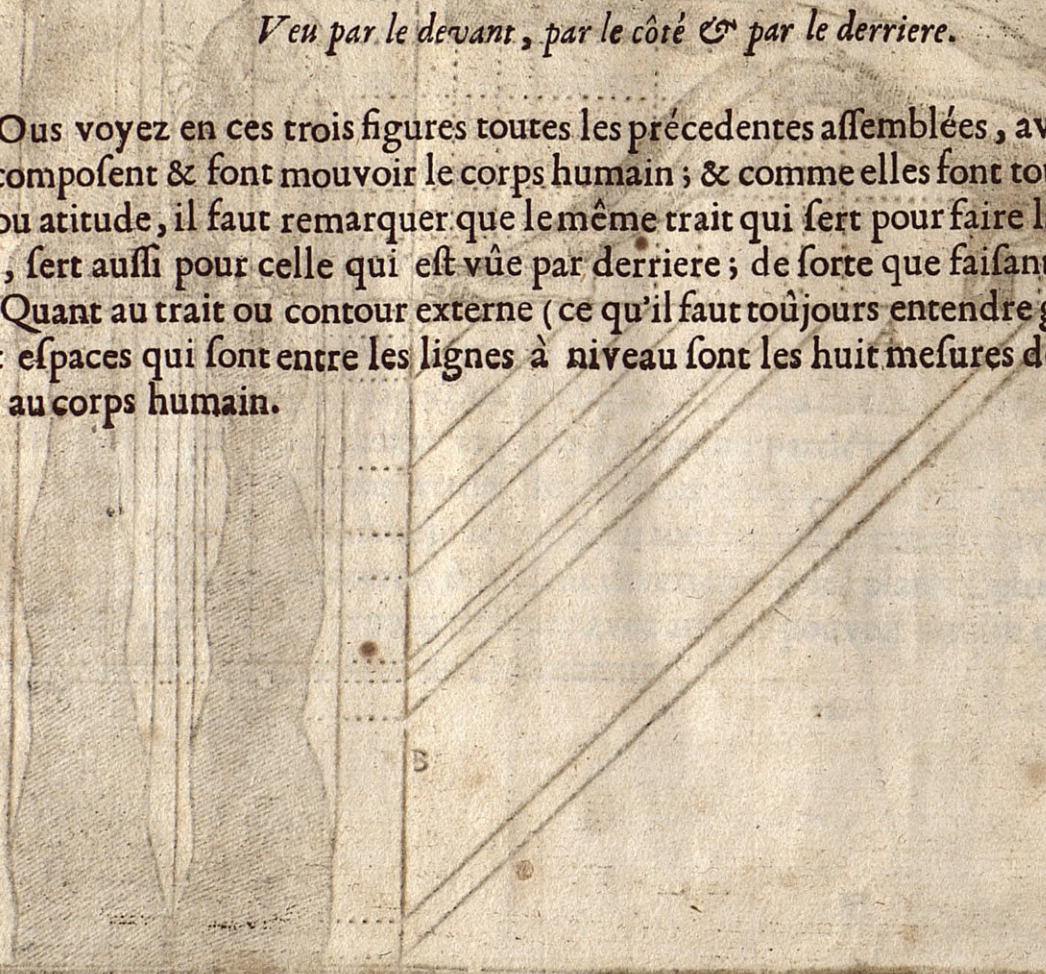 Veu par le devant, par le côté & par le derriere.
Ous voyez en ces trois figures toutes les précedentes aſſemblées, av
compoſent & font mouvoir le corps humain ; & comme elles font tou
ou atitude, il faut remarquer que le même trait qui ſert pour faire l
, ſert auſſi pour celle qui eſt vûe par derriere ; de ſorte que faiſant
Quant au trait ou contour externe (ce qu'il faut toûjours entendre
eſpaces qui ſont entre les lignes à niveau ſont les huit meſures d
au corps humain.
B